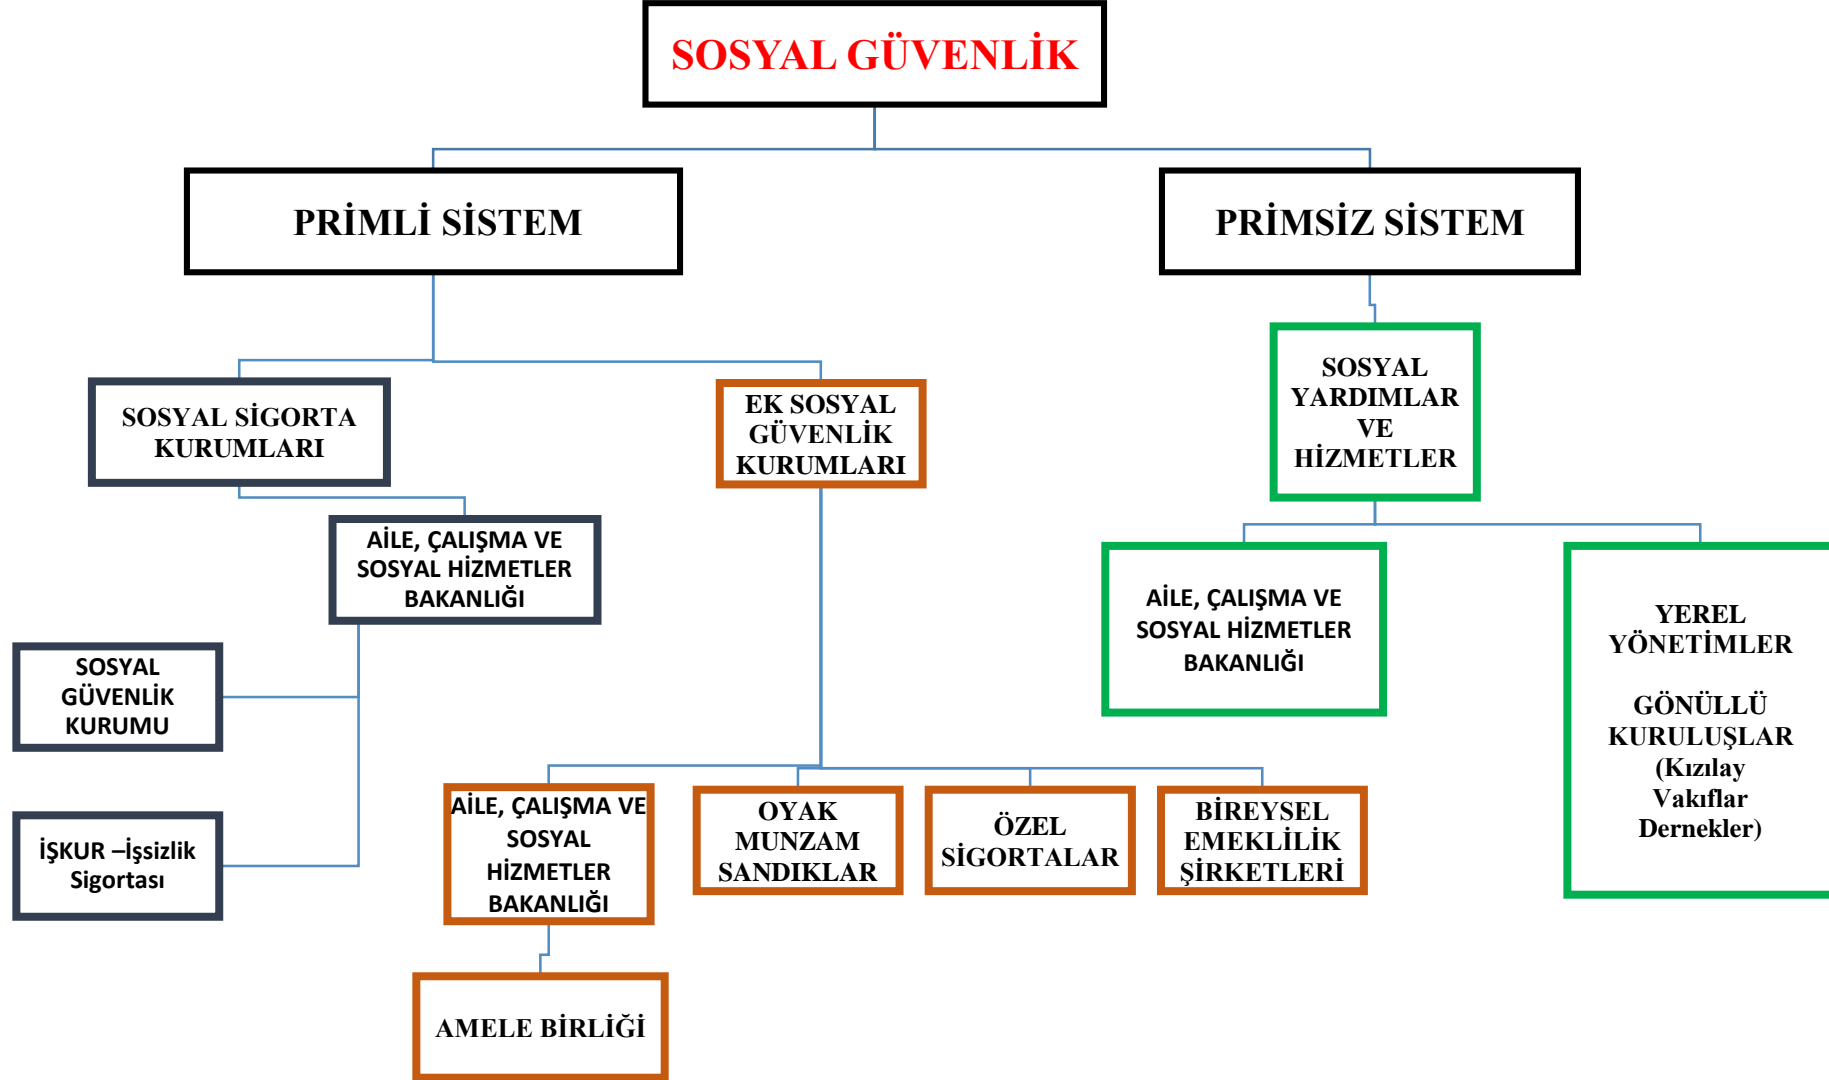 SOSYAL GÜVENLİK
PRİMLİ SİSTEM
PRİMSİZ SİSTEM
SOSYAL SİGORTA
KURUMLARI
EK SOSYAL
GÜVENLİK
KURUMLARI
SOSYAL
YARDIMLAR
VE
HİZMETLER
AİLE, ÇALIŞMA VE
SOSYAL HİZMETLER
BAKANLIĞI
SOSYAL
GÜVENLİK
KURUMU
İŞKUR –İşsizlik
Sigortası
AİLE, ÇALIŞMA VE
SOSYAL
HİZMETLER
BAKANLIĞI
AMELE BİRLİĞİ
OYAK
MUNZAM
SANDIKLAR
ÖZEL
SİGORTALAR
BİREYSEL
EMEKLİLİK
ŞİRKETLERİ
AİLE, ÇALIŞMA VE
SOSYAL HİZMETLER
BAKANLIĞI
YEREL
YÖNETİMLER
GÖNÜLLÜ
KURULUŞLAR
(Kızılay
Vakıflar
Dernekler)